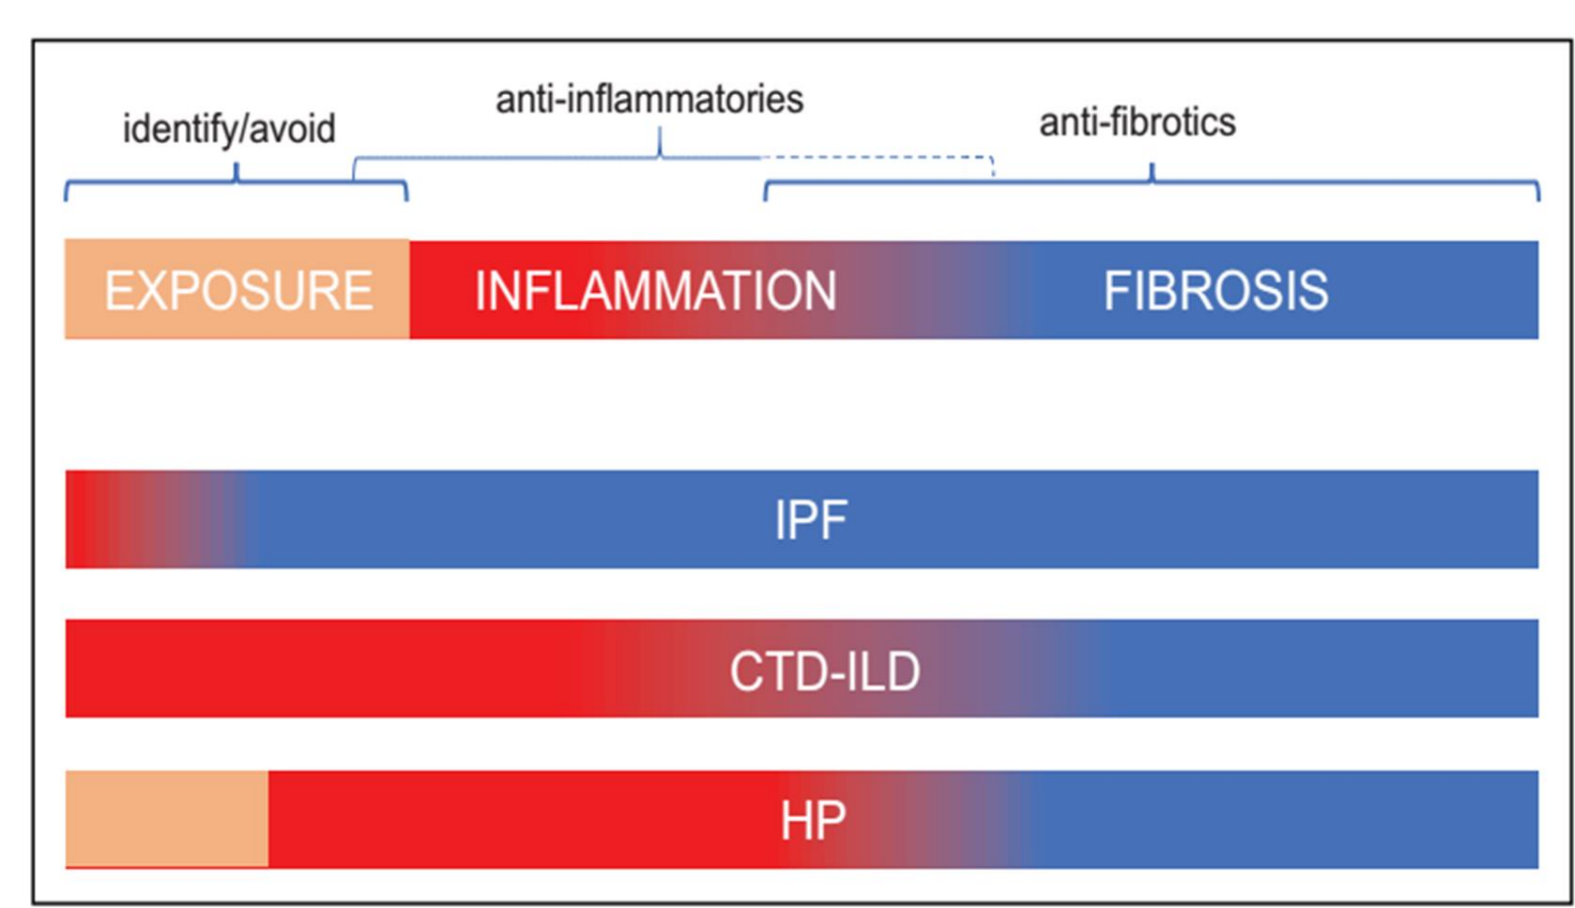 identify/avoid
anti-inflammatories
anti-fibrotics
EXPOSURE
INFLAMMATION
FIBROSIS
IPF
CTD-ILD
HP